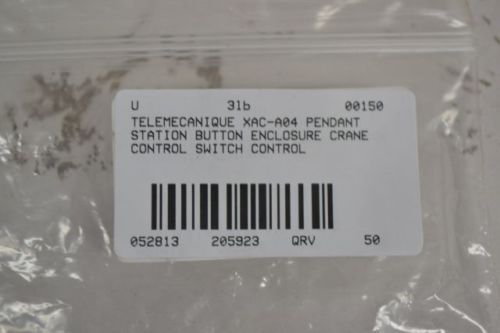 U 31b 00150
TELEMECANIQUE XAC-A04 PENDANT
STATION BUTTON ENCLOSURE CRANE
CONTROL SWITCH CONTROL
052813 205923 QRV 50